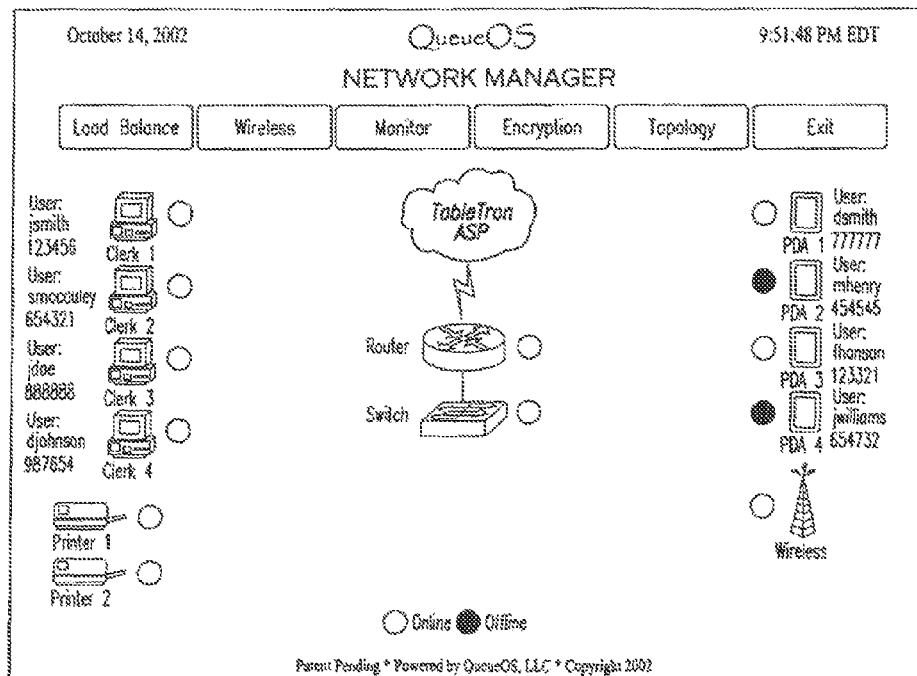 October 14, 2002
QueueOS
9:51:48 PM EDT
NETWORK MANAGER
Load Balance
Wireless
Monitor
Encryption
Topology
Exit
User:
jsmith
123456
Clerk 1
User:
smccouley
654321
Clerk 2
User:
jdoe
888888
Clerk 3
User:
djohnson
987654
Clerk 4
Printer 1
Printer 2
TableTron
ASP
Router
Switch
User:
dsmith
777777
PDA 1
User:
mhenry
454545
PDA 2
User:
fhanson
123321
PDA 3
User:
jwilliams
654732
PDA 4
Wireless
Online
Offline
Patent Pending * Powered by QueueOS, LLC * Copyright 2002